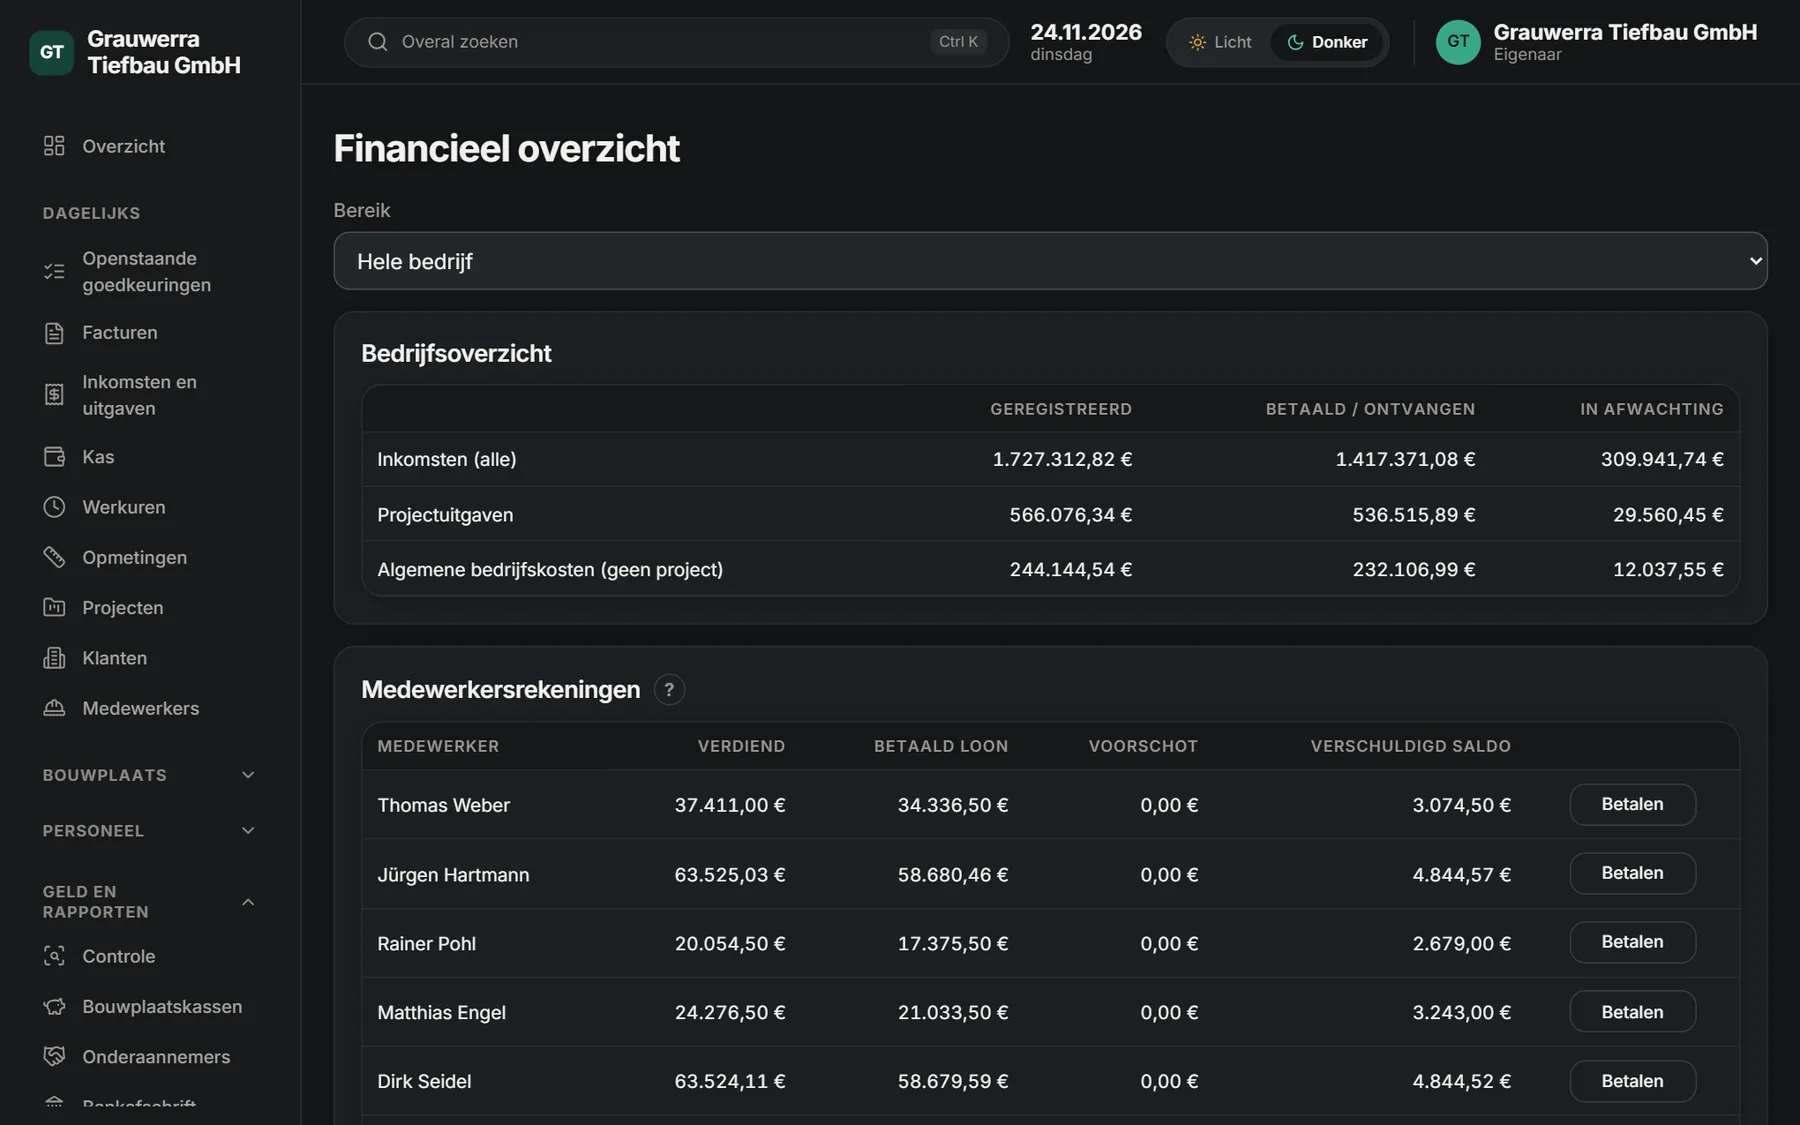 GT
Grauwerra
Tiefbau GmbH
Overal zoeken
Ctrl K
24.11.2026
dinsdag
Licht
Donker
GT
Grauwerra Tiefbau GmbH
Eigenaar
Overzicht
DAGELIJKS
Openstaande
goedkeuringen
Facturen
Inkomsten en
uitgaven
Kas
Werkuren
Opmetingen
Projecten
Klanten
Medewerkers
BOUWPLAATS
PERSONEEL
GELD EN
RAPPORTEN
Controle
Bouwplaatskassen
Onderaannemers
Financieel overzicht
Bereik
Hele bedrijf
Bedrijfsoverzicht
GEREGISTREERD BETAALD / ONTVANGEN IN AFWACHTING
Inkomsten (alle) 1.727.312,82 € 1.417.371,08 € 309.941,74 €
Projectuitgaven 566.076,34 € 536.515,89 € 29.560,45 €
Algemene bedrijfskosten (geen project) 244.144,54 € 232.106,99 € 12.037,55 €
Medewerkersrekeningen ?
MEDEWERKER VERDIEND BETAALD LOON VOORSCHOT VERSCHULDIGD SALDO
Thomas Weber 37.411,00 € 34.336,50 € 0,00 € 3.074,50 € Betalen
Jürgen Hartmann 63.525,03 € 58.680,46 € 0,00 € 4.844,57 € Betalen
Rainer Pohl 20.054,50 € 17.375,50 € 0,00 € 2.679,00 € Betalen
Matthias Engel 24.276,50 € 21.033,50 € 0,00 € 3.243,00 € Betalen
Dirk Seidel 63.524,11 € 58.679,59 € 0,00 € 4.844,52 € Betalen